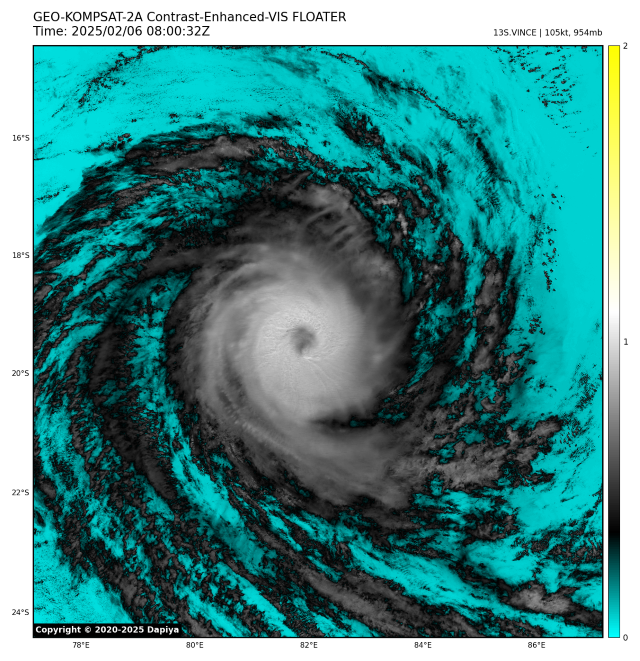 GEO-KOMPSAT-2A Contrast-Enhanced-VIS FLOATER
Time: 2025/02/06 08:00:32Z
13S.VINCE | 105kt, 954mb
2
16°S
18°S
1
20°S
22°S
24°S
Copyright © 2020-2025 Dapiya
0
78°E
80°E
82°E
84°E
86°E